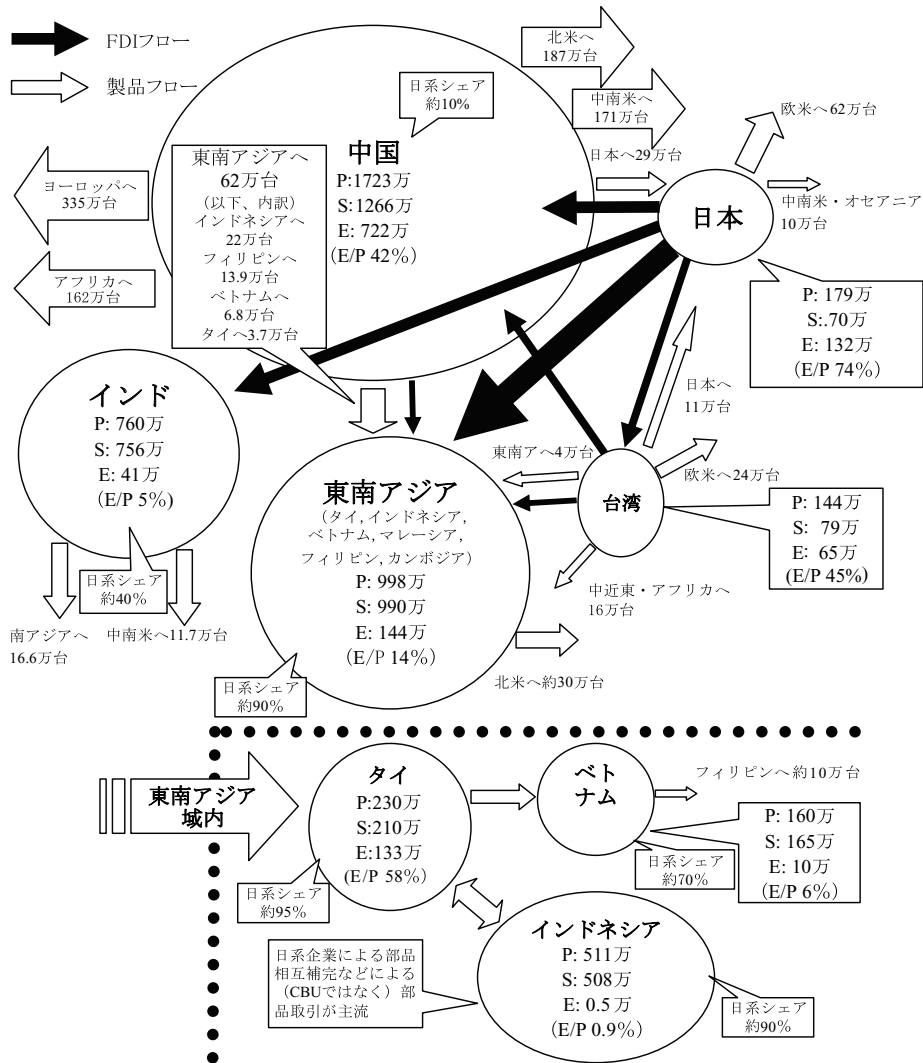 FDIフロー
製品フロー
北米へ
187万台
中南米へ
171万台
日本へ29万台
欧米へ62万台
中南米・オセアニア
10万台
日系シェア
約10%
中国
P:1723万
S:1266万
E: 722万
(E/P 42%)
東南アジアへ
62万台
(以下、内訳)
インドネシアへ
22万台
フィリピンへ
13.9万台
ベトナムへ
6.8万台
タイへ3.7万台
ヨーロッパへ
335万台
アフリカへ
162万台
日本
P: 179万
S:.70万
E: 132万
(E/P 74%)
日本へ
11万台
インド
P: 760万
S: 756万
E: 41万
(E/P 5%)
日系シェア
約40%
南アジアへ
16.6万台
中南米へ11.7万台
東南アジア
(タイ,インドネシア,
ベトナム,マレーシア,
フィリピン,カンボジア)
P: 998万
S: 990万
E: 144万
(E/P 14%)
日系シェア
約90%
東南アへ4万台
台湾
欧米へ24万台
P: 144万
S: 79万
E: 65万
(E/P 45%)
中近東・アフリカへ
16万台
北米へ約30万台
東南アジア
域内
タイ
P:230万
S:210万
E:133万
(E/P 58%)
日系シェア
約95%
ベト
ナム
フィリピンへ約10万台
P: 160万
S: 165万
E: 10万
(E/P 6%)
日系シェア
約70%
インドネシア
P: 511万
S: 508万
E: 0.5万
(E/P 0.9%)
日系シェア
約90%
日系企業による部品
相互補完などによる
(CBUではなく)部
品取引が主流